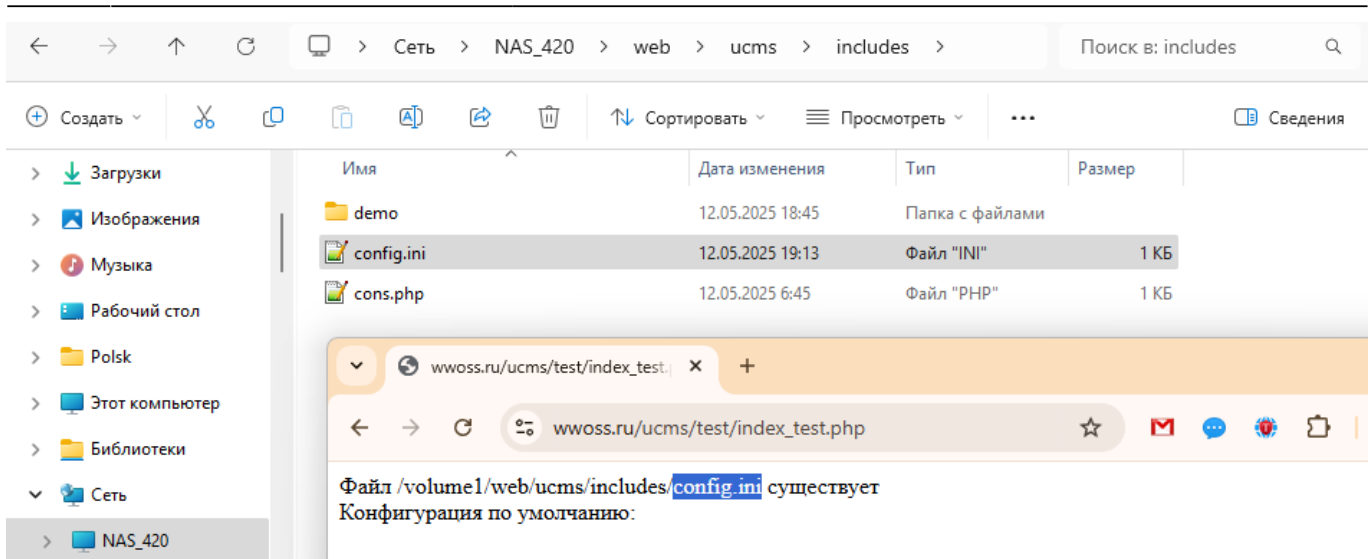 Сеть > NAS_420 > web > ucms > includes >
Поиск в: includes
Создать
Сортировать
Просмотреть
Сведения
Загрузки
Изображения
Музыка
Рабочий стол
Polsk
Этот компьютер
Библиотеки
Сеть
NAS_420
Имя Дата изменения Тип Размер
demo 12.05.2025 18:45 Папка с файлами
config.ini 12.05.2025 19:13 Файл "INI" 1 КБ
cons.php 12.05.2025 6:45 Файл "PHP" 1 КБ
wwoss.ru/ucms/test/index_test.
wwoss.ru/ucms/test/index_test.php
Файл /volume1/web/ucms/includes/config.ini существует
Конфигурация по умолчанию: